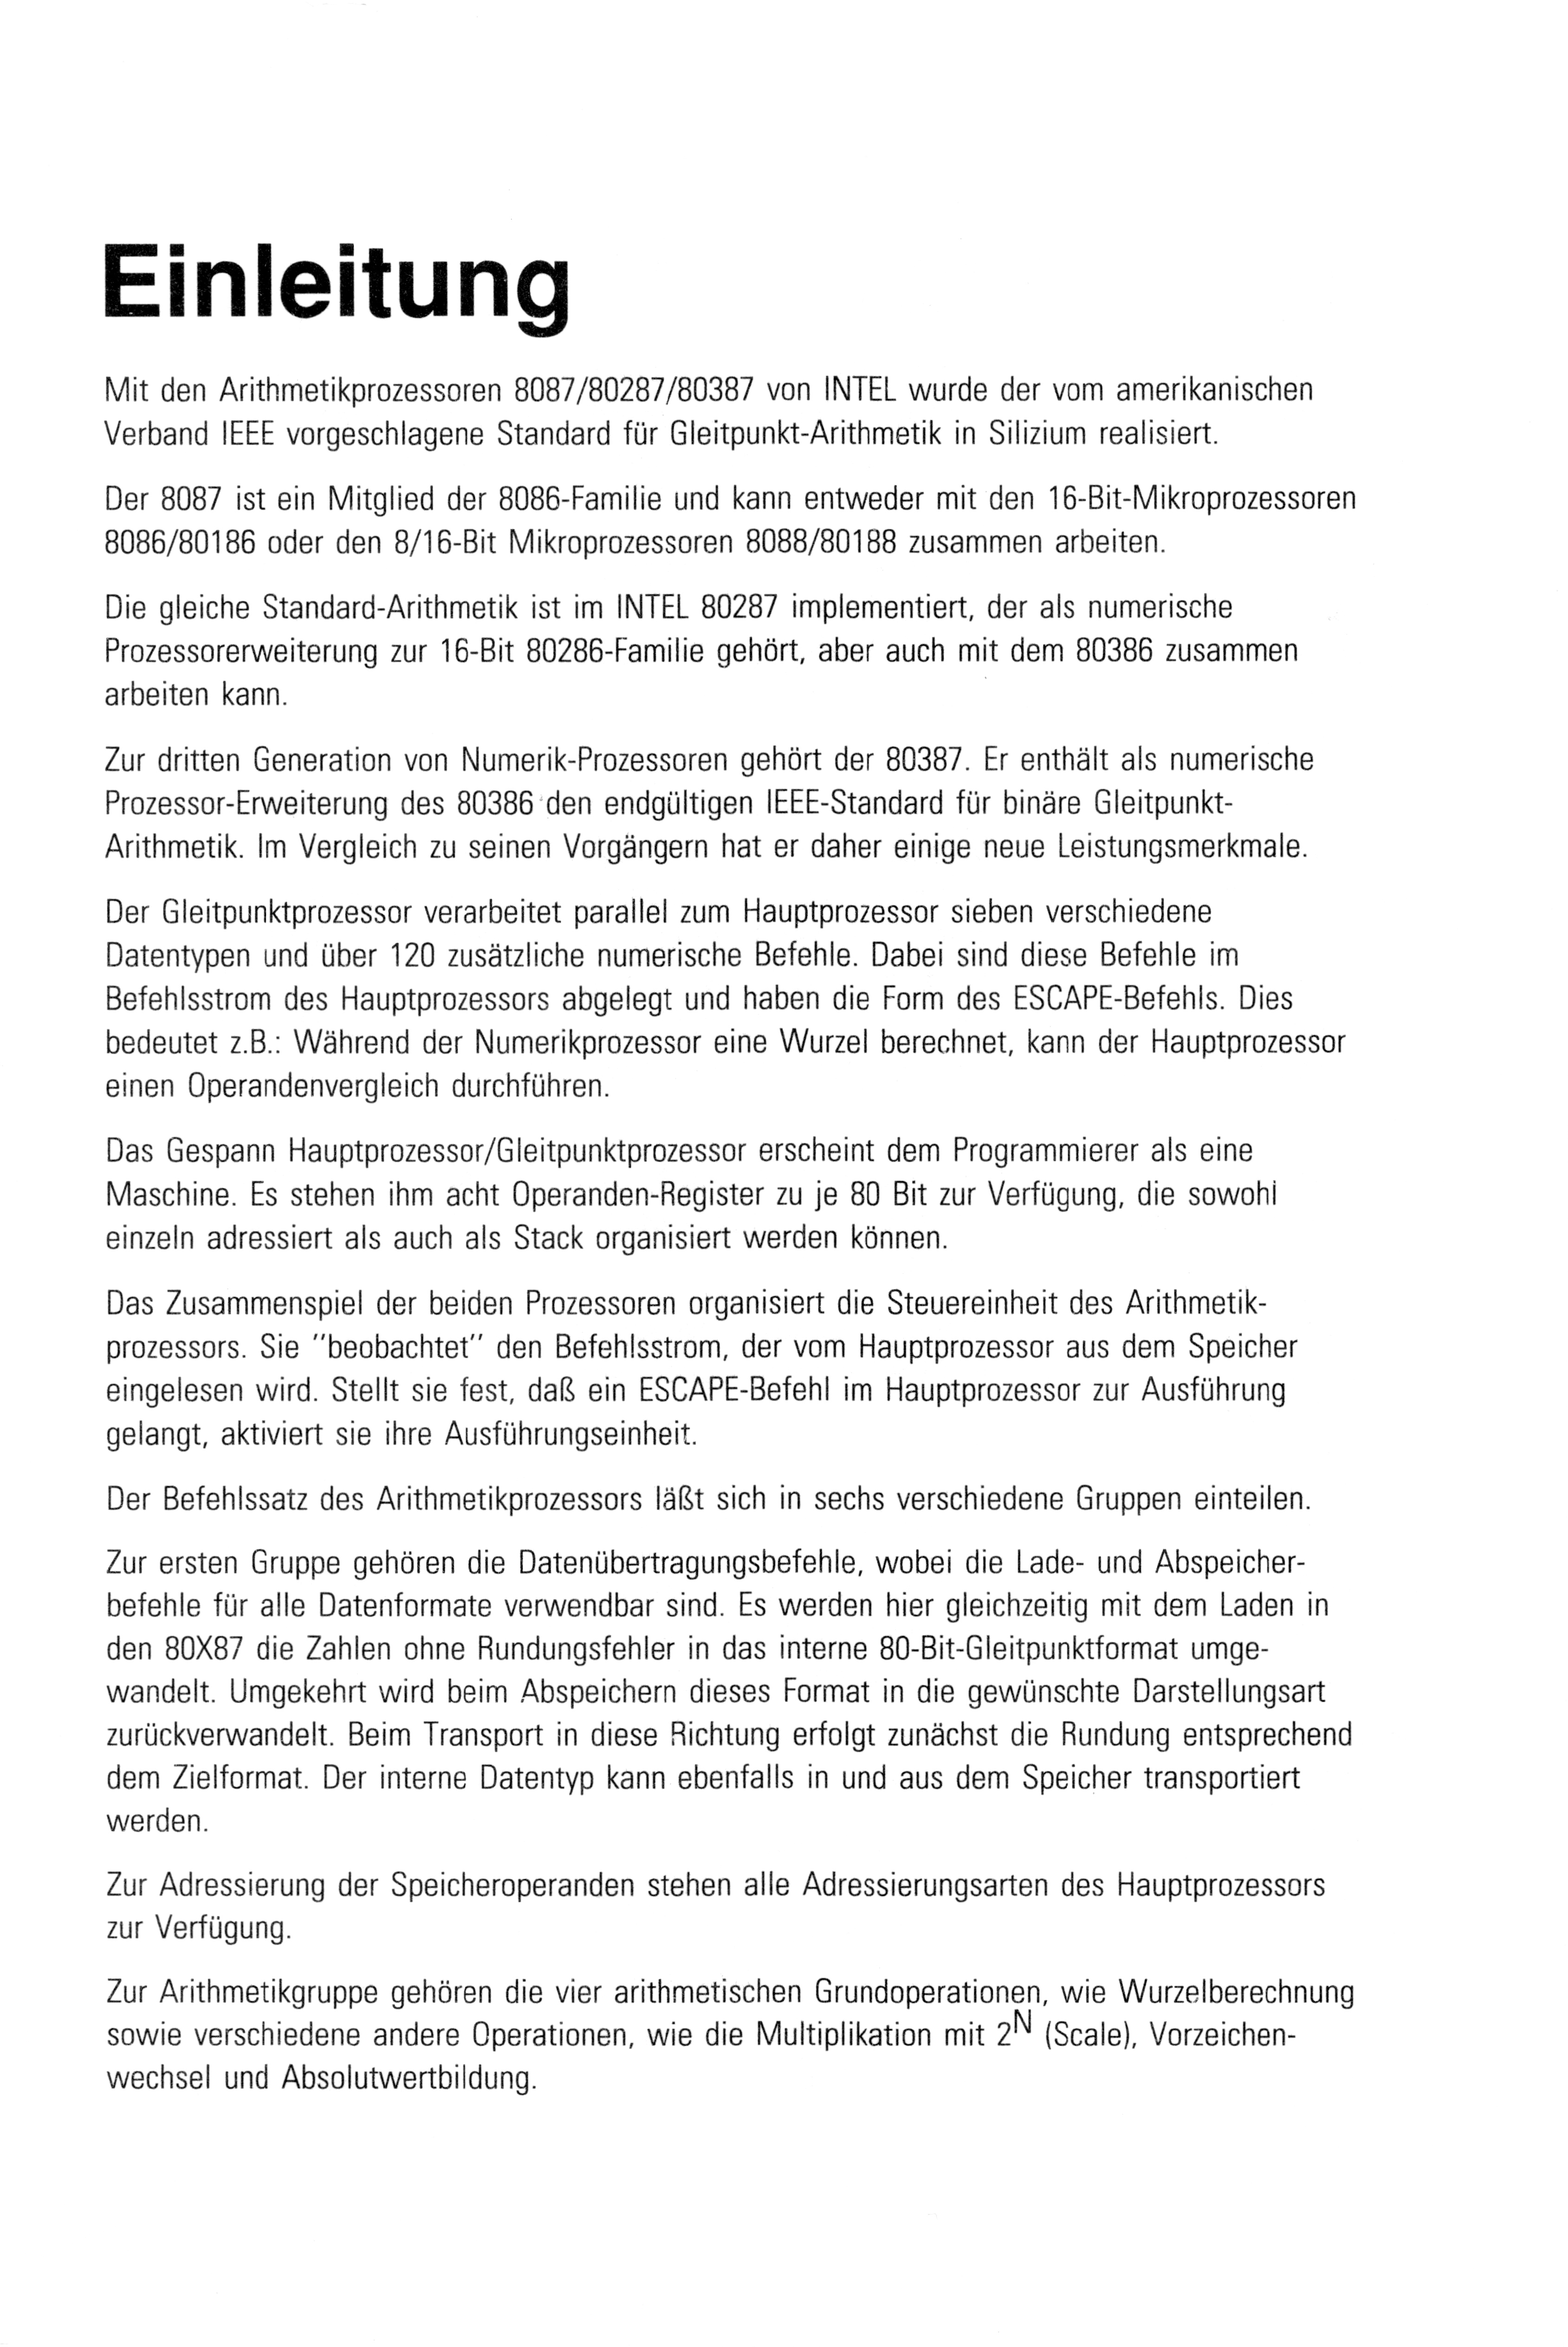 Einleitung
Mit den Arithmetikprozessoren 8087/80287/80387 von INTEL wurde der vom amerikanischen
Verband IEEE vorgeschlagene Standard für Gleitpunkt-Arithmetik in Silizium realisiert.
Der 8087 ist ein Mitglied der 8086-Familie und kann entweder mit den 16-Bit-Mikroprozessoren
8086/80186 oder den 8/16-Bit Mikroprozessoren 8088/80188 zusammen arbeiten.
Die gleiche Standard-Arithmetik ist im INTEL 80287 implementiert, der als numerische
Prozessorerweiterung zur 16-Bit 80286-Familie gehört, aber auch mit dem 80386 zusammen
arbeiten kann.
Zur dritten Generation von Numerik-Prozessoren gehört der 80387. Er enthält als numerische
Prozessor-Erweiterung des 80386 den endgültigen IEEE-Standard für binäre Gleitpunkt-
Arithmetik. Im Vergleich zu seinen Vorgängern hat er daher einige neue Leistungsmerkmale.
Der Gleitpunktprozessor verarbeitet parallel zum Hauptprozessor sieben verschiedene
Datentypen und über 120 zusätzliche numerische Befehle. Dabei sind diese Befehle im
Befehlsstrom des Hauptprozessors abgelegt und haben die Form des ESCAPE-Befehls. Dies
bedeutet z.B.: Während der Numerikprozessor eine Wurzel berechnet, kann der Hauptprozessor
einen Operandenvergleich durchführen.
Das Gespann Hauptprozessor/Gleitpunktprozessor erscheint dem Programmierer als eine
Maschine. Es stehen ihm acht Operanden-Register zu je 80 Bit zur Verfügung, die sowohl
einzeln adressiert als auch als Stack organisiert werden können.
Das Zusammenspiel der beiden Prozessoren organisiert die Steuereinheit des Arithmetik-
prozessors. Sie "beobachtet" den Befehlsstrom, der vom Hauptprozessor aus dem Speicher
eingelesen wird. Stellt sie fest, daß ein ESCAPE-Befehl im Hauptprozessor zur Ausführung
gelangt, aktiviert sie ihre Ausführungseinheit.
Der Befehlssatz des Arithmetikprozessors läßt sich in sechs verschiedene Gruppen einteilen.
Zur ersten Gruppe gehören die Datenübertragungsbefehle, wobei die Lade- und Abspeicher-
befehle für alle Datenformate verwendbar sind. Es werden hier gleichzeitig mit dem Laden in
den 80X87 die Zahlen ohne Rundungsfehler in das interne 80-Bit-Gleitpunktformat umge-
wandelt. Umgekehrt wird beim Abspeichern dieses Format in die gewünschte Darstellungsart
zurückverwandelt. Beim Transport in diese Richtung erfolgt zunächst die Rundung entsprechend
dem Zielformat. Der interne Datentyp kann ebenfalls in und aus dem Speicher transportiert
werden.
Zur Adressierung der Speicheroperanden stehen alle Adressierungsarten des Hauptprozessors
zur Verfügung.
Zur Arithmetikgruppe gehören die vier arithmetischen Grundoperationen, wie Wurzelberechnung
sowie verschiedene andere Operationen, wie die Multiplikation mit 2^N (Scale), Vorzeichen-
wechsel und Absolutwertbildung.